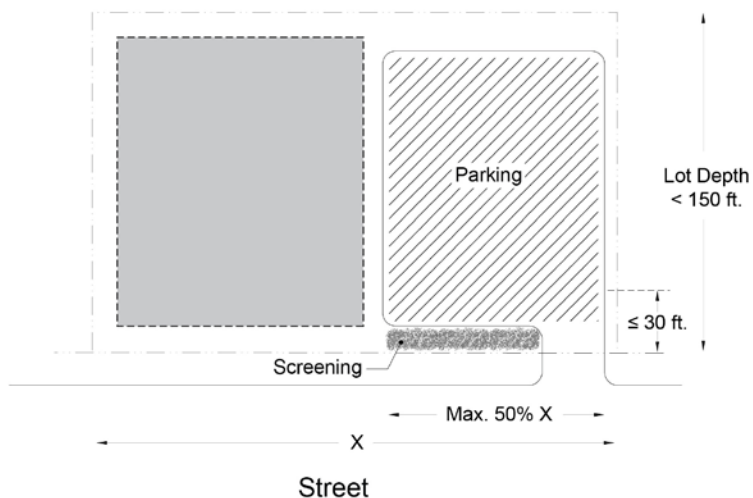 Parking
Lot Depth
< 150 ft.
≤ 30 ft.
Screening
Max. 50% X
X
Street